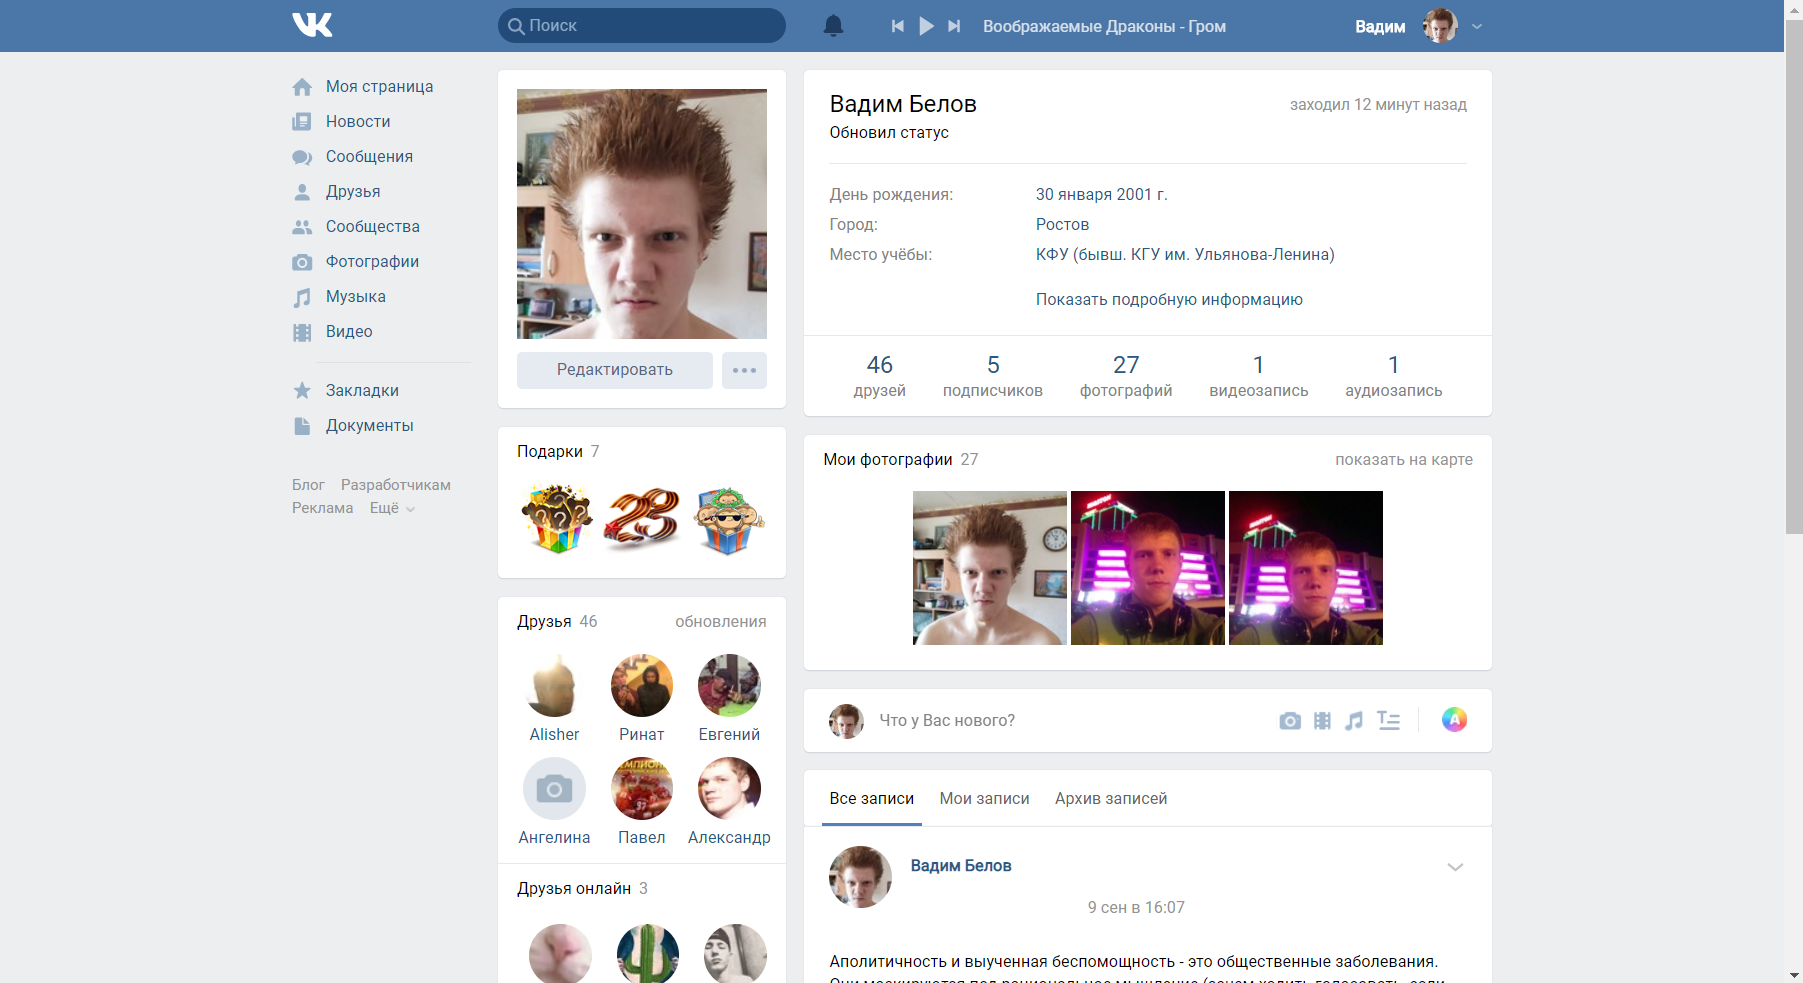 Поиск
Воображаемые Драконы - Гром
Вадим
Моя страница
Новости
Сообщения
Друзья
Сообщества
Фотографии
Музыка
Видео
Закладки
Документы
Блог Разработчикам
Реклама Ещё
Редактировать
Подарки 7
Друзья 46 обновления
Alisher Ринат Евгений
Ангелина Павел Александр
Друзья онлайн 3
Вадим Белов
заходил 12 минут назад
Обновил статус
День рождения: 30 января 2001 г.
Город: Ростов
Место учёбы: КФУ (бывш. КГУ им. Ульянова-Ленина)
Показать подробную информацию
46 друзей
5 подписчиков
27 фотографий
1 видеозапись
1 аудиозапись
Мои фотографии 27 показать на карте
Что у Вас нового?
Все записи Мои записи Архив записей
Вадим Белов
9 сен в 16:07
Аполитичность и выученная беспомощность - это общественные заболевания.